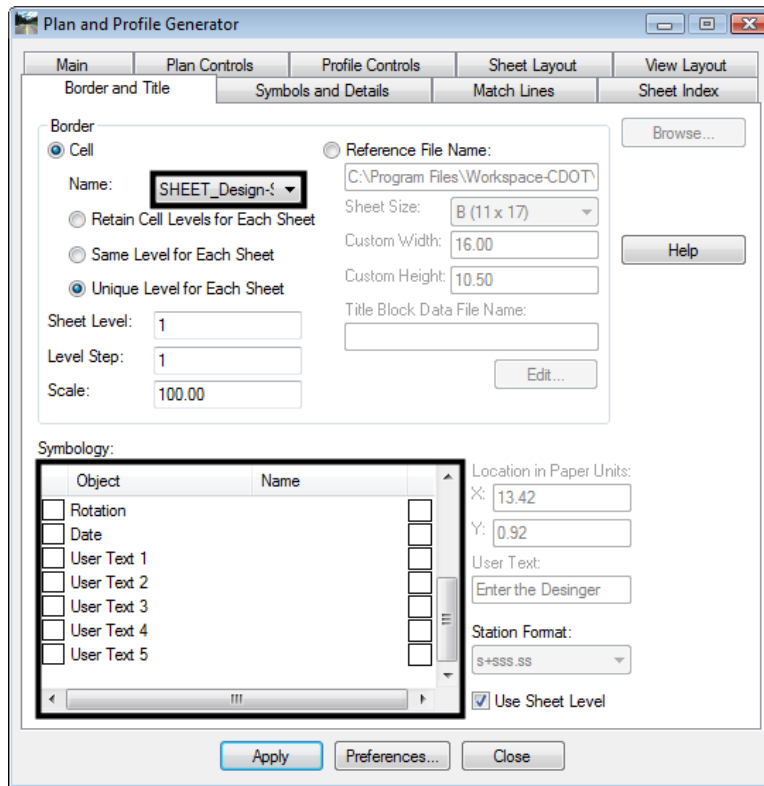 Plan and Profile Generator
Main Plan Controls Profile Controls Sheet Layout View Layout
Border and Title Symbols and Details Match Lines Sheet Index
Border
Cell
Name: SHEET_Design-S
Retain Cell Levels for Each Sheet
Same Level for Each Sheet
Unique Level for Each Sheet
Sheet Level: 1
Level Step: 1
Scale: 100.00
Reference File Name:
C:\Program Files\Workspace-CDOT\
Sheet Size: B (11 x 17)
Custom Width: 16.00
Custom Height: 10.50
Title Block Data File Name:
Edit...
Browse...
Help
Symbology:
Object Name
Rotation
Date
User Text 1
User Text 2
User Text 3
User Text 4
User Text 5
Location in Paper Units:
X: 13.42
Y: 0.92
User Text:
Enter the Desinger
Station Format:
s+sss.ss
Use Sheet Level
Apply Preferences... Close